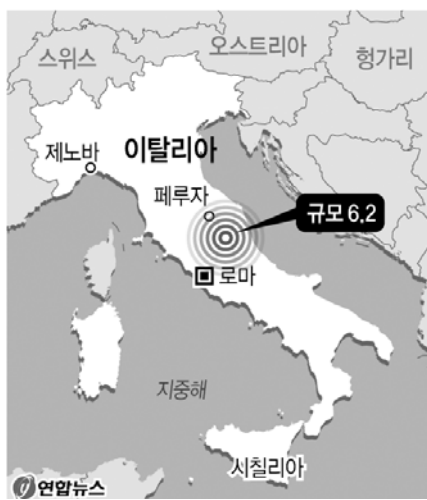 오스트리아
스위스
헝가리
제노바
이탈리아
페루자
규모 6.2
로마
지중해
시칠리아
연합뉴스